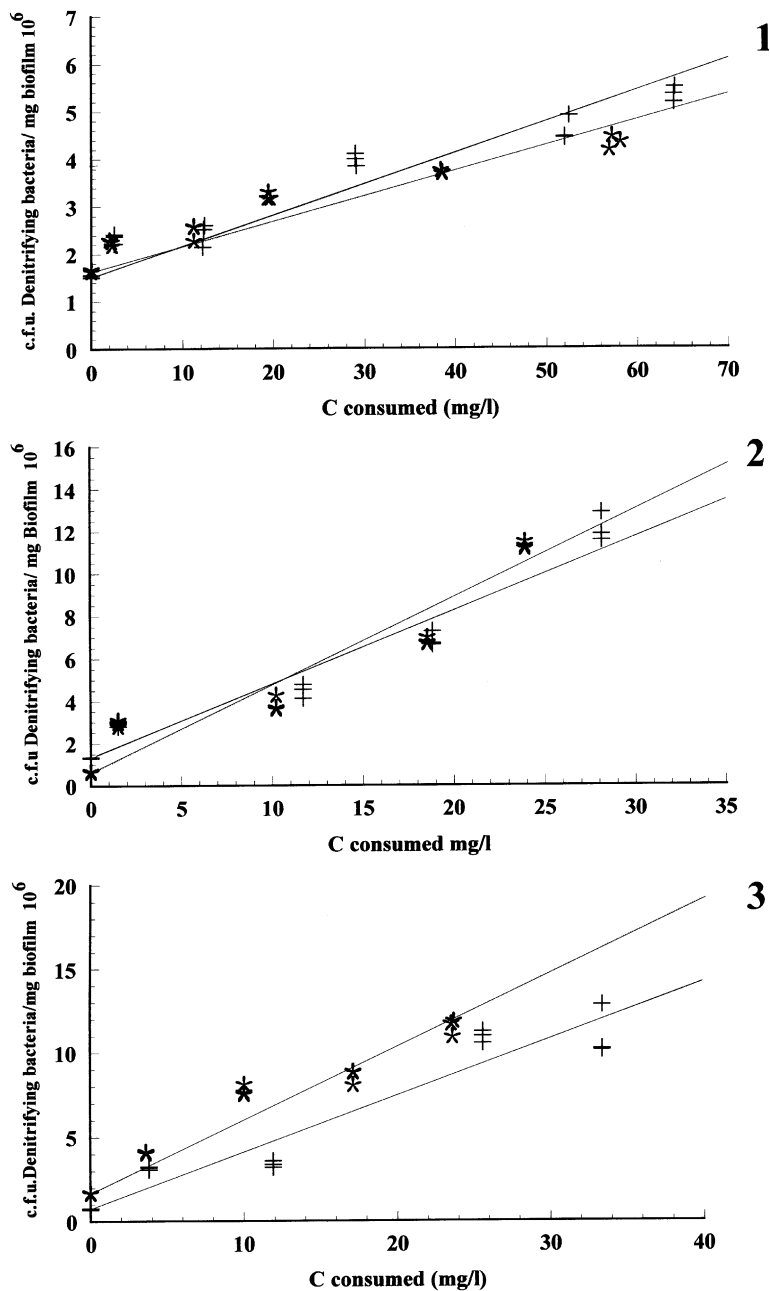 c.f.u. Denitrifying bacteria/ mg biofilm 10^6
7
6
5
4
3
2
1
0
0 10 20 30 40 50 60 70
C consumed (mg/l)
1
c.f.u Denitrifying bacteria/ mg Biofilm 10^6
16
14
12
10
8
6
4
2
0
0 5 10 15 20 25 30 35
C consumed mg/l
2
c.f.u.Denitrifying bacteria/mg biofilm 10^6
20
15
10
5
0
0 10 20 30 40
C consumed (mg/l)
3